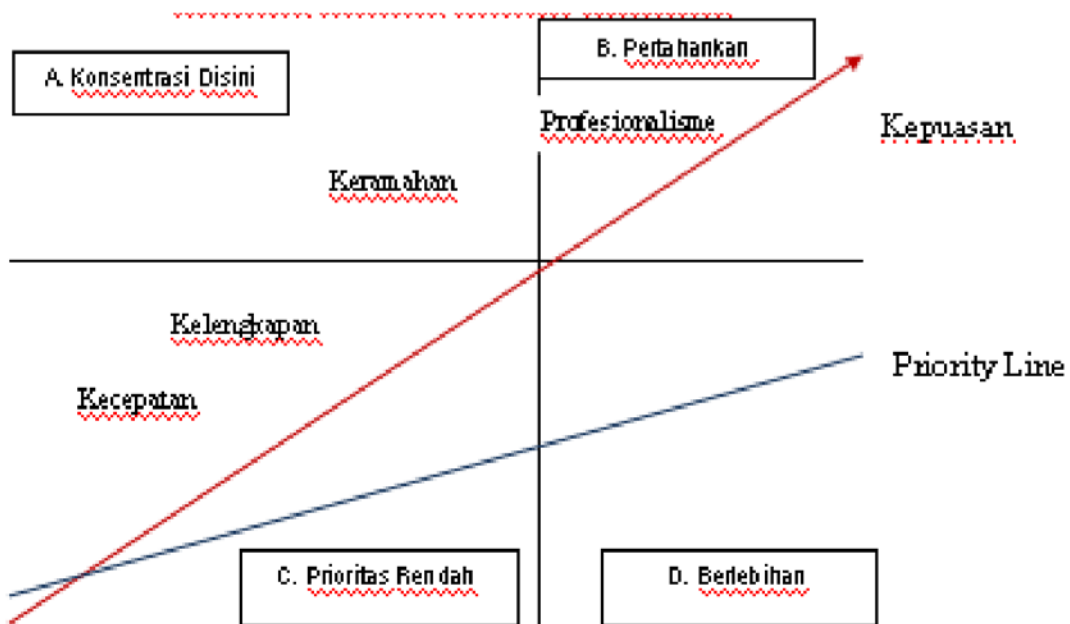 A. Konsentrasi Disini
B. Pertahankan
Profesionalisme
Kepuasan
Keramahan
Kelengkapan
Kecepatan
Priority Line
C. Prioritas Rendah
D. Berlebihan